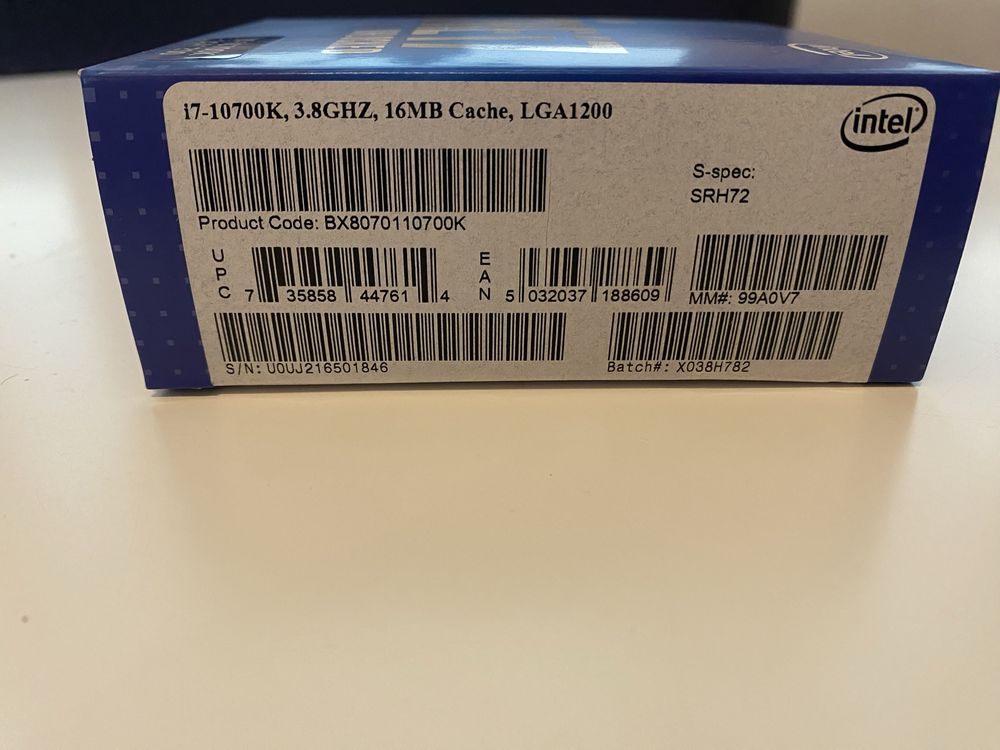 i7-10700K, 3.8GHZ, 16MB Cache, LGA1200
intel
S-spec:
SRH72
Product Code: BX8070110700K
UPC 7 35858 44761 4
EAN 5 032037 188609
MM#: 99A0V7
S/N: U0UJ216501846
Batch#: X038H782